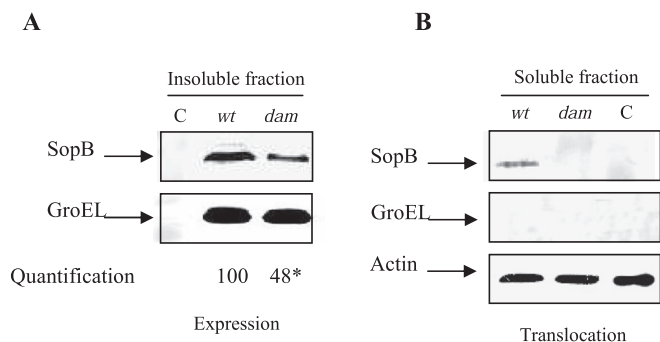 A
Insoluble fraction
C wt dam
SopB
GroEL
Quantification 100 48*
Expression
B
Soluble fraction
wt dam C
SopB
GroEL
Actin
Translocation